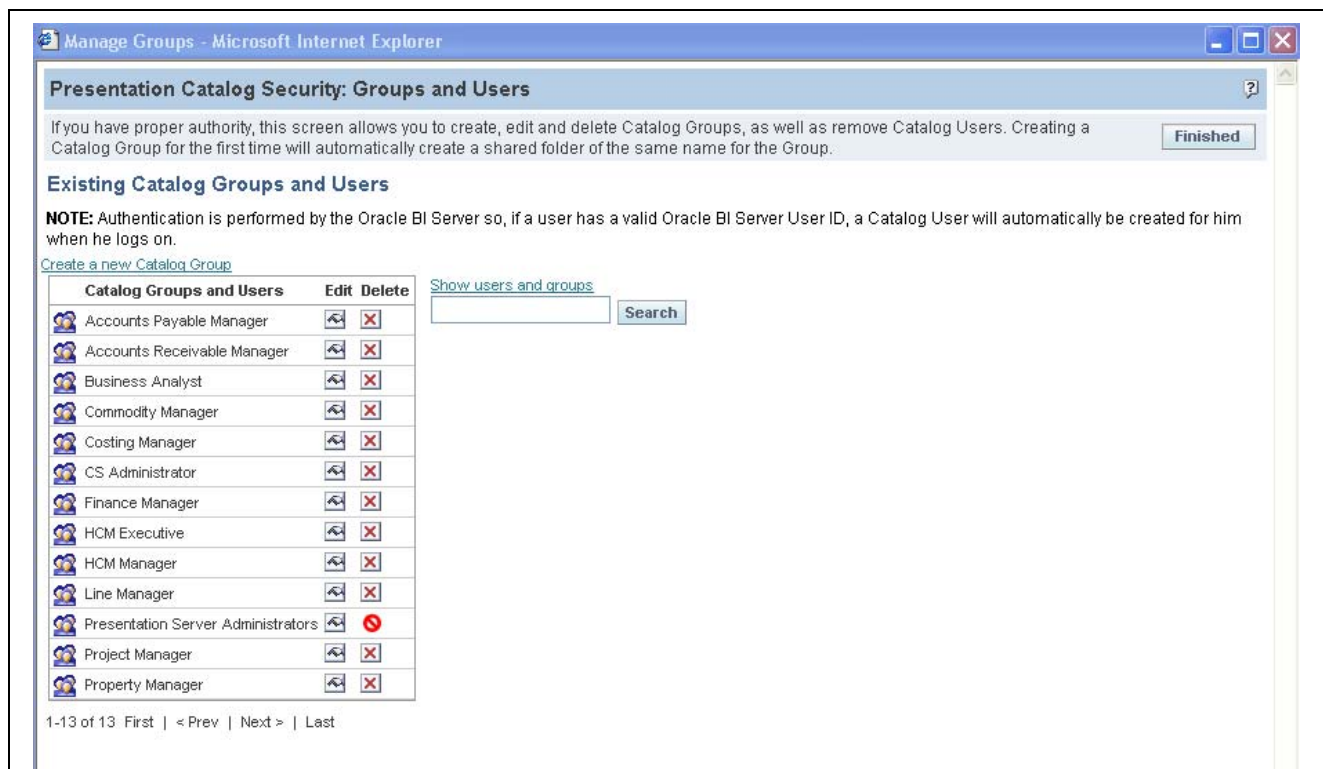 Manage Groups - Microsoft Internet Explorer
Presentation Catalog Security: Groups and Users
If you have proper authority, this screen allows you to create, edit and delete Catalog Groups, as well as remove Catalog Users. Creating a
Catalog Group for the first time will automatically create a shared folder of the same name for the Group.
Finished
Existing Catalog Groups and Users
NOTE: Authentication is performed by the Oracle BI Server so, if a user has a valid Oracle BI Server User ID, a Catalog User will automatically be created for him
when he logs on.
Create a new Catalog Group
Catalog Groups and Users Edit Delete
Show users and groups
Search
Accounts Payable Manager
Accounts Receivable Manager
Business Analyst
Commodity Manager
Costing Manager
CS Administrator
Finance Manager
HCM Executive
HCM Manager
Line Manager
Presentation Server Administrators
Project Manager
Property Manager
1-13 of 13 First | < Prev | Next > | Last